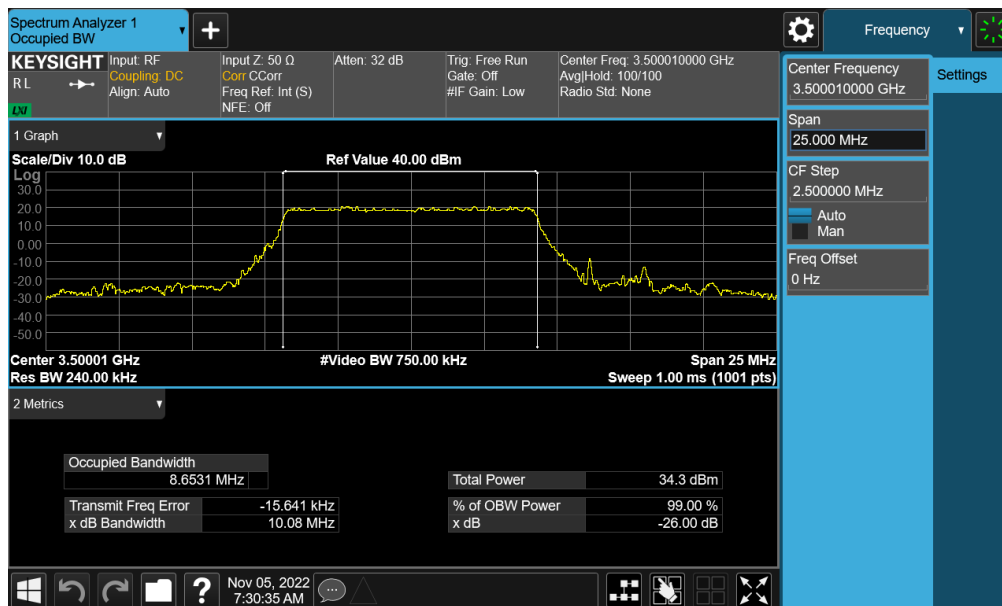 Spectrum Analyzer 1
Occupied BW
+
Frequency
KEYSIGHT
R L
LXI
Input: RF
Coupling: DC
Align: Auto
Input Z: 50 Ω
Corr CCorr
Freq Ref: Int (S)
NFE: Off
Atten: 32 dB
Trig: Free Run
Gate: Off
#IF Gain: Low
Center Freq: 3.500010000 GHz
Avg|Hold: 100/100
Radio Std: None
Center Frequency
3.500010000 GHz
Settings
Span
25.000 MHz
CF Step
2.500000 MHz
Auto
Man
Freq Offset
0 Hz
1 Graph
Scale/Div 10.0 dB
Ref Value 40.00 dBm
Log
30.0
20.0
10.0
0.00
-10.0
-20.0
-30.0
-40.0
-50.0
Center 3.50001 GHz
#Video BW 750.00 kHz
Span 25 MHz
Res BW 240.00 kHz
Sweep 1.00 ms (1001 pts)
2 Metrics
Occupied Bandwidth
8.6531 MHz
Total Power 34.3 dBm
Transmit Freq Error -15.641 kHz
% of OBW Power 99.00 %
x dB Bandwidth 10.08 MHz
x dB -26.00 dB
?
Nov 05, 2022
7:30:35 AM